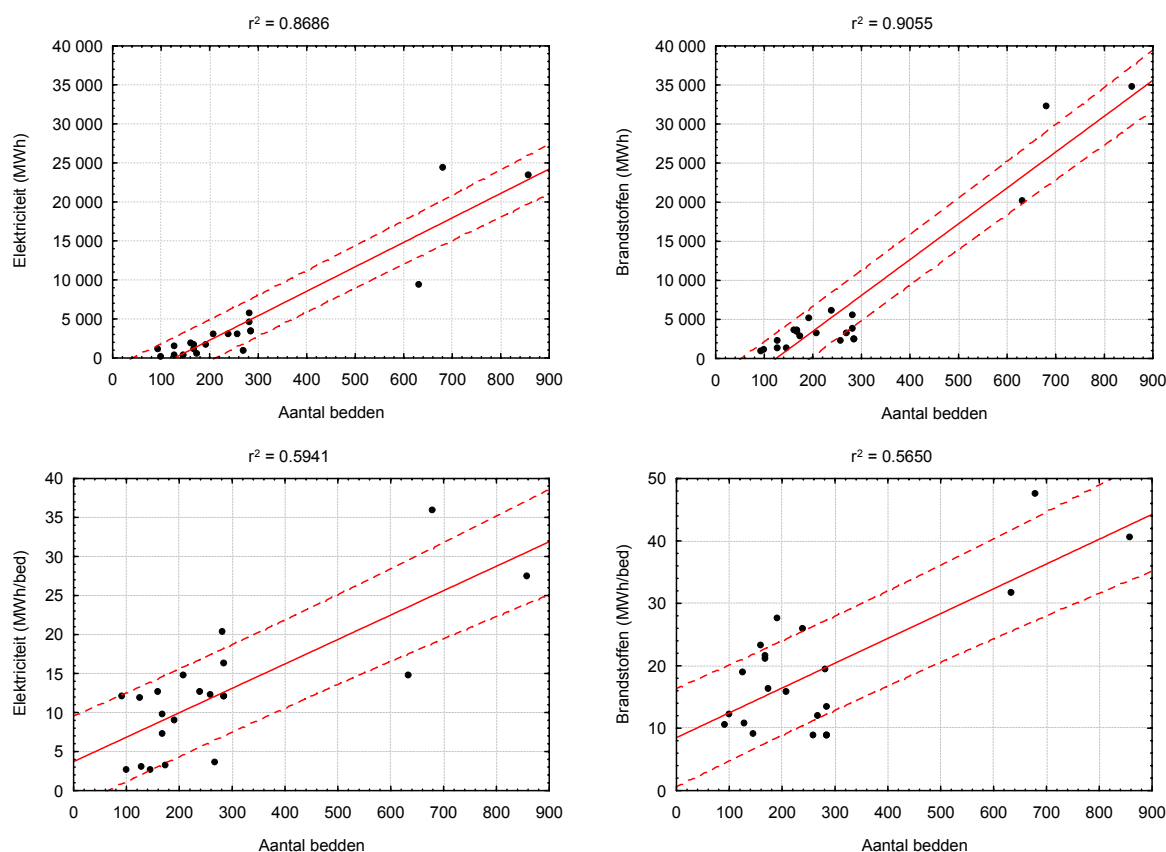 r² = 0.8686
40 000
35 000
30 000
25 000
20 000
15 000
10 000
5 000
0
Elektriciteit (MWh)
0 100 200 300 400 500 600 700 800 900
Aantal bedden
r² = 0.9055
40 000
35 000
30 000
25 000
20 000
15 000
10 000
5 000
0
Brandstoffen (MWh)
0 100 200 300 400 500 600 700 800 900
Aantal bedden
r² = 0.5941
40
35
30
25
20
15
10
5
0
Elektriciteit (MWh/bed)
0 100 200 300 400 500 600 700 800 900
Aantal bedden
r² = 0.5650
50
40
30
20
10
0
Brandstoffen (MWh/bed)
0 100 200 300 400 500 600 700 800 900
Aantal bedden